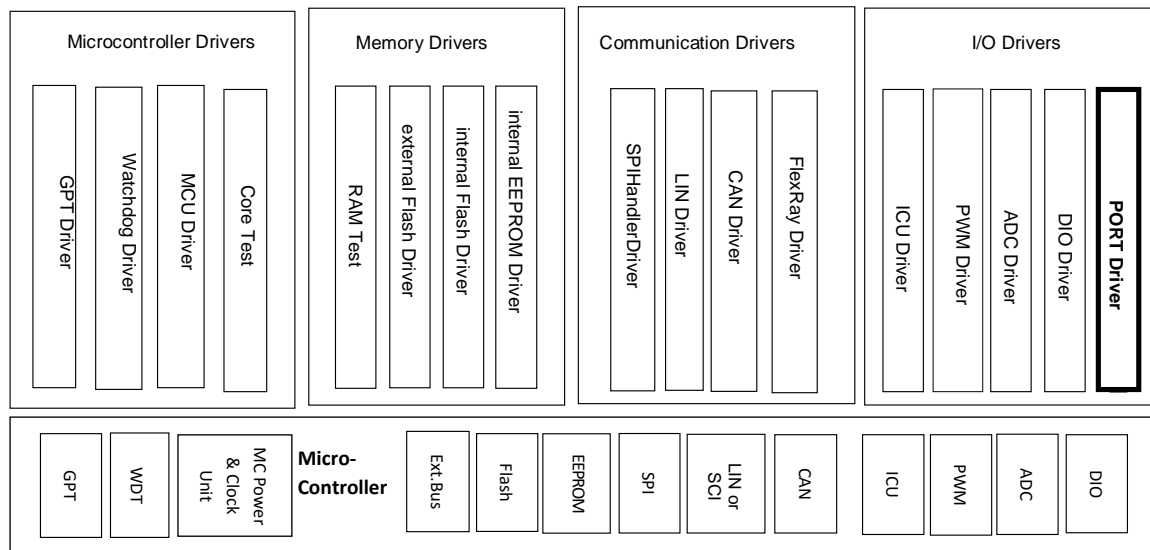 Microcontroller Drivers
Memory Drivers
Communication Drivers
I/O Drivers
GPT Driver
Watchdog Driver
MCU Driver
Core Test
RAM Test
external Flash Driver
internal Flash Driver
internal EEPROM Driver
SPIHandlerDriver
LIN Driver
CAN Driver
FlexRay Driver
ICU Driver
PWM Driver
ADC Driver
DIO Driver
PORT Driver
GPT
WDT
MC Power
& Clock
Unit
Micro-
Controller
Ext.Bus
Flash
EEPROM
SPI
LIN or
SCI
CAN
ICU
PWM
ADC
DIO